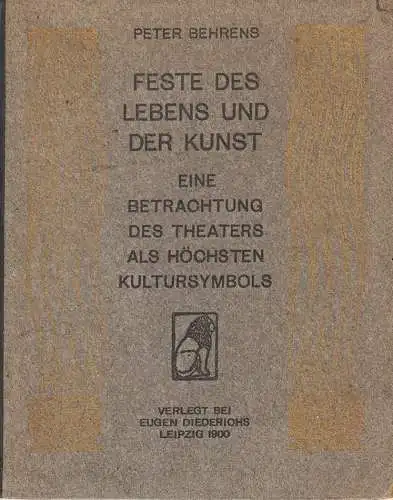 PETER BEHRENS
FESTE DES
LEBENS UND
DER KUNST
EINE
BETRACHTUNG
DES THEATERS
ALS HÖCHSTEN
KULTURSYMBOLS
VERLEGT BEI
EUGEN DIEDERICHS
LEIPZIG 1900